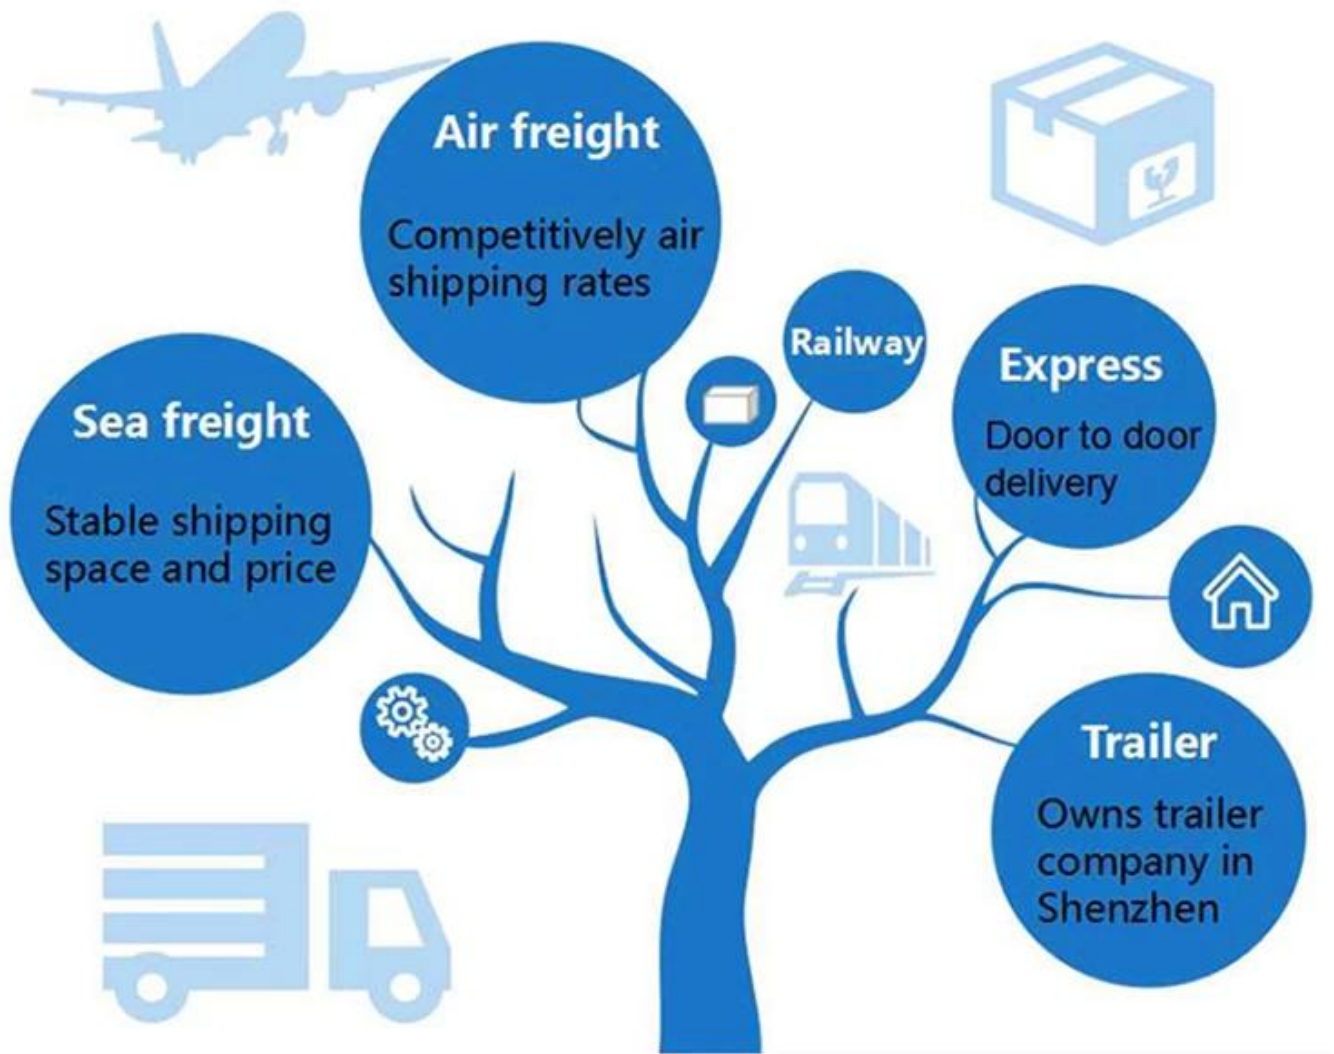 Air freight
Competitively air
shipping rates
Railway
Express
Door to door
delivery
Sea freight
Stable shipping
space and price
Trailer
Owns trailer
company in
Shenzhen